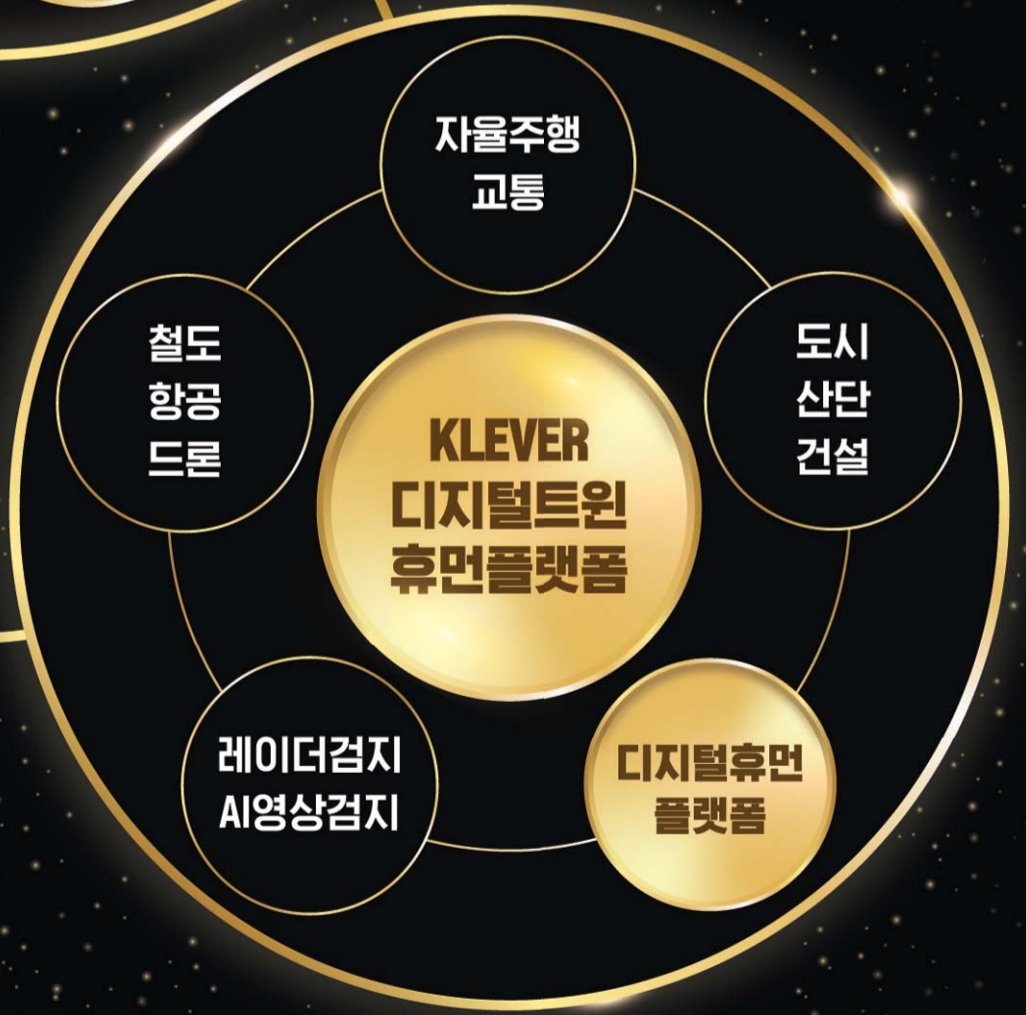 자율주행
교통
철도
항공
드론
도시
산단
건설
KLEVER
디지털트윈
휴먼플랫폼
레이더검지
AI영상검지
디지털휴먼
플랫폼